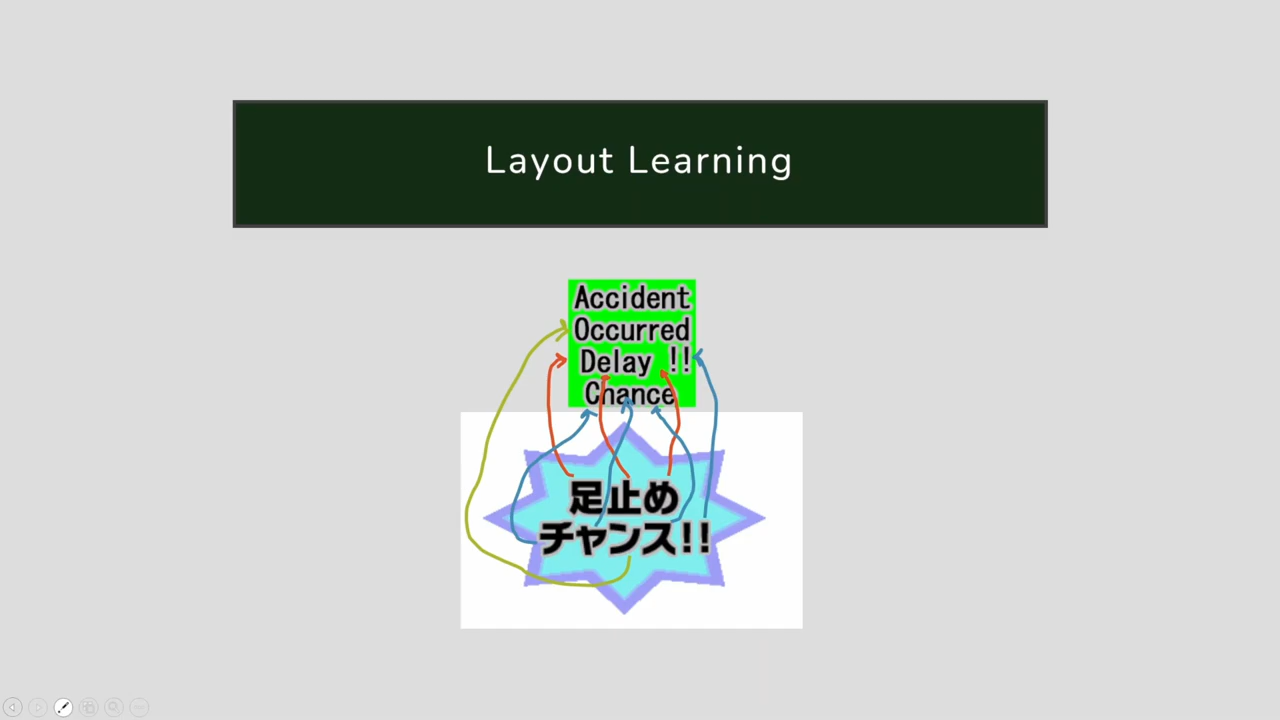 Layout Learning
Accident
Occurred
Delay !!
Chance
足止め
チャンス!!